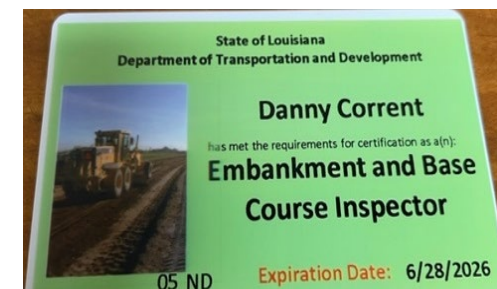 State of Louisiana
Department of Transportation and Development
Danny Corrent
has met the requirements for certification as a(n):
Embankment and Base
Course Inspector
05 ND
Expiration Date: 6/28/2026